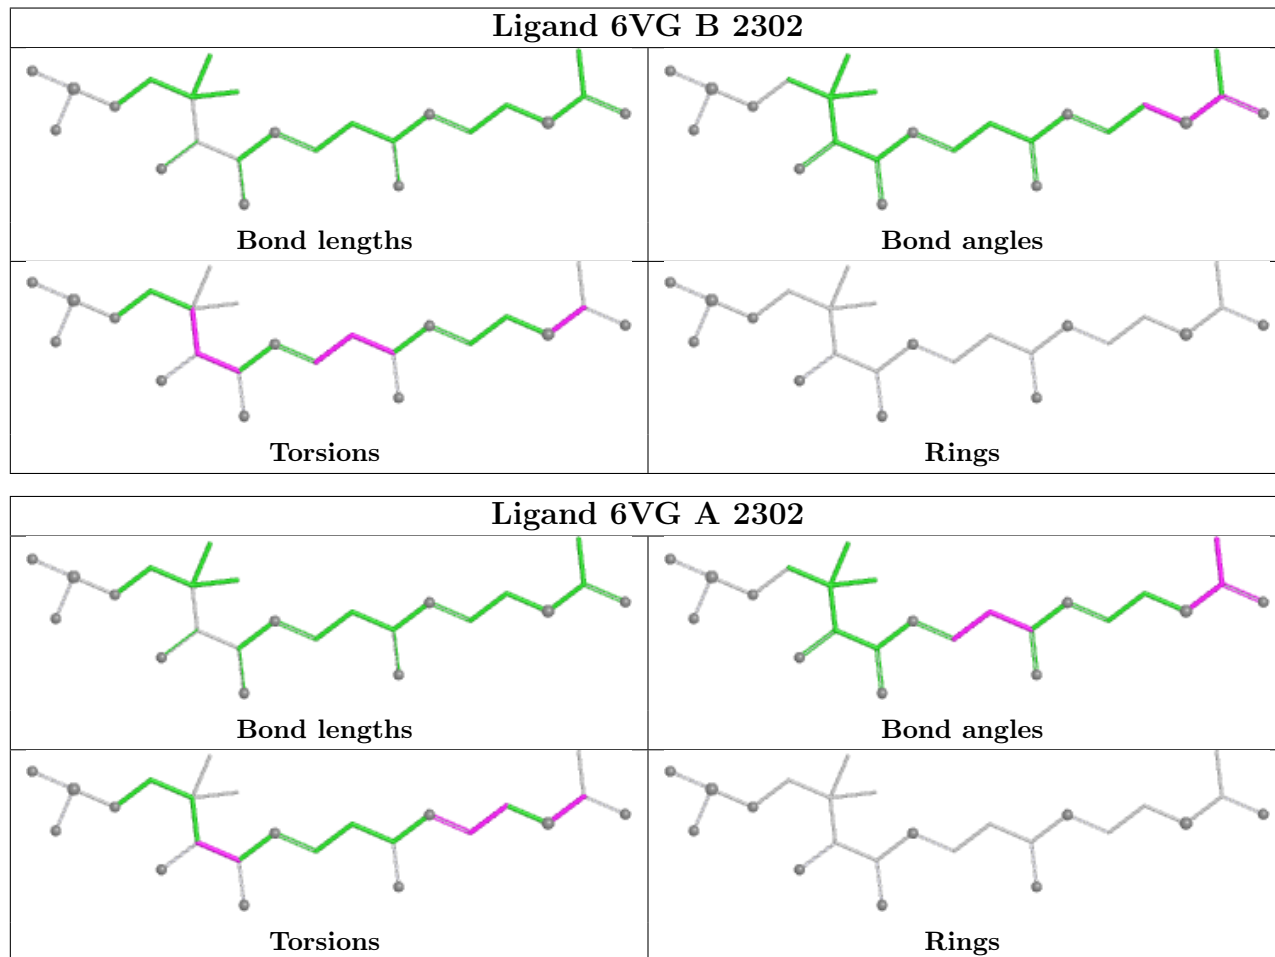 Ligand 6VG B 2302
Bond lengths
Bond angles
Torsions
Rings
Ligand 6VG A 2302
Bond lengths
Bond angles
Torsions
Rings